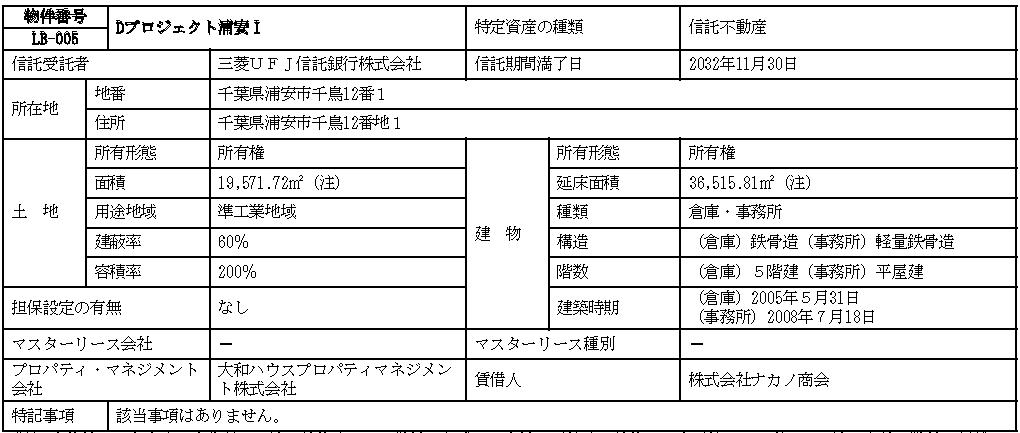 物件番号
LB-005
Dプロジェクト浦安Ⅰ
特定資産の種類
信託不動産
信託受託者
三菱ＵＦＪ信託銀行株式会社
信託期間満了日
2032年11月30日
所在地
地番
千葉県浦安市千鳥12番１
住所
千葉県浦安市千鳥12番地１
土　地
所有形態
所有権
面積
19,571.72㎡（注）
用途地域
準工業地域
建蔽率
60%
容積率
200%
建　物
所有形態
所有権
延床面積
36,515.81㎡（注）
種類
倉庫・事務所
構造
（倉庫）鉄骨造（事務所）軽量鉄骨造
階数
（倉庫）５階建（事務所）平屋建
建築時期
（倉庫）2005年５月31日
（事務所）2008年７月18日
担保設定の有無
なし
マスターリース会社
－
マスターリース種別
－
プロパティ・マネジメント
会社
大和ハウスプロパティマネジメン
ト株式会社
賃借人
株式会社ナカノ商会
特記事項
該当事項はありません。